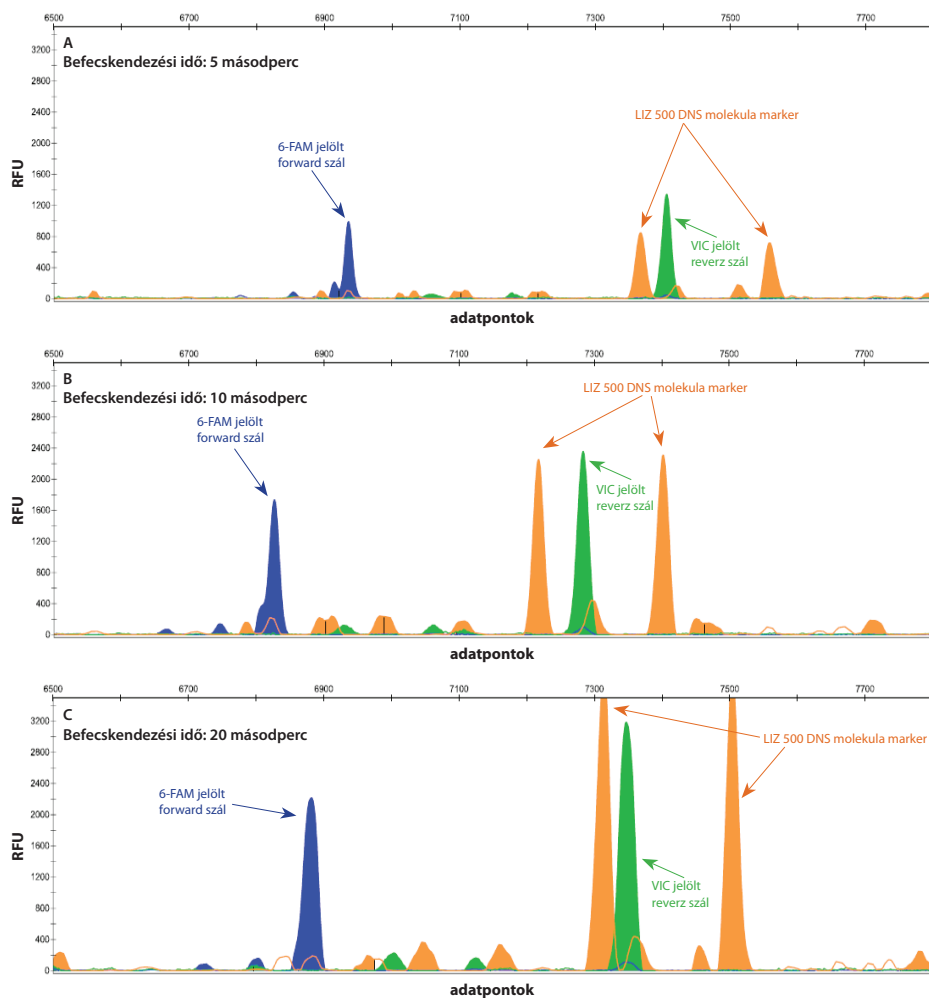 6500 6700 6900 7100 7300 7500 7700
A
Befecskendezési idő: 5 másodperc
3200
2800
2400
2000
1600
1200
800
400
0
RFU
6-FAM jelölt
forward szál
LIZ 500 DNS molekula marker
VIC jelölt
reverz szál
adatpontok
6500 6700 6900 7100 7300 7500 7700
B
Befecskendezési idő: 10 másodperc
3200
2800
2400
2000
1600
1200
800
400
0
RFU
6-FAM jelölt
forward szál
LIZ 500 DNS molekula marker
VIC jelölt
reverz szál
adatpontok
6500 6700 6900 7100 7300 7500 7700
C
Befecskendezési idő: 20 másodperc
3200
2800
2400
2000
1600
1200
800
400
0
RFU
6-FAM jelölt
forward szál
LIZ 500 DNS molekula marker
VIC jelölt
reverz szál
adatpontok